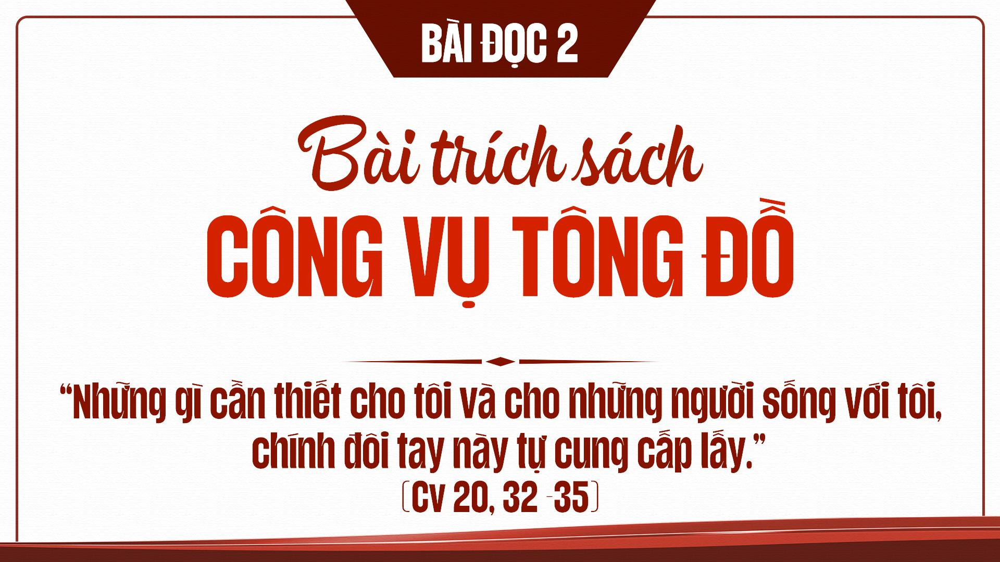 BÀI ĐỌC 2
Bài trích sách
CÔNG VỤ TÔNG ĐỒ
“Những gì cần thiết cho tôi và cho những người sống với tôi,
chính đôi tay này tự cung cấp lấy.”
(Cv 20, 32 -35)